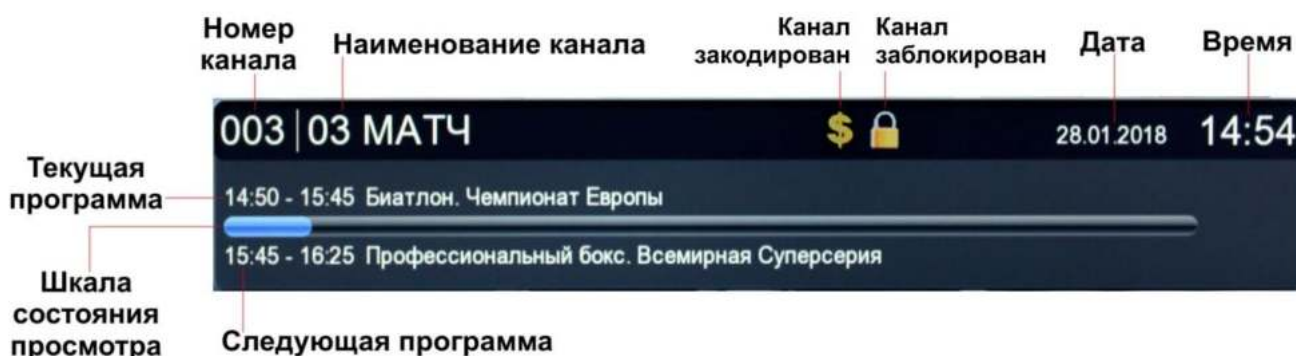 Номер
канала
Наименование канала
Канал
закодирован
Канал
заблокирован
Дата
Время
003 | 03 МАТЧ
$
28.01.2018
14:54
Текущая
программа
14:50 - 15:45 Биатлон. Чемпионат Европы
15:45 - 16:25 Профессиональный бокс. Всемирная Суперсерия
Шкала
состояния
просмотра
Следующая программа